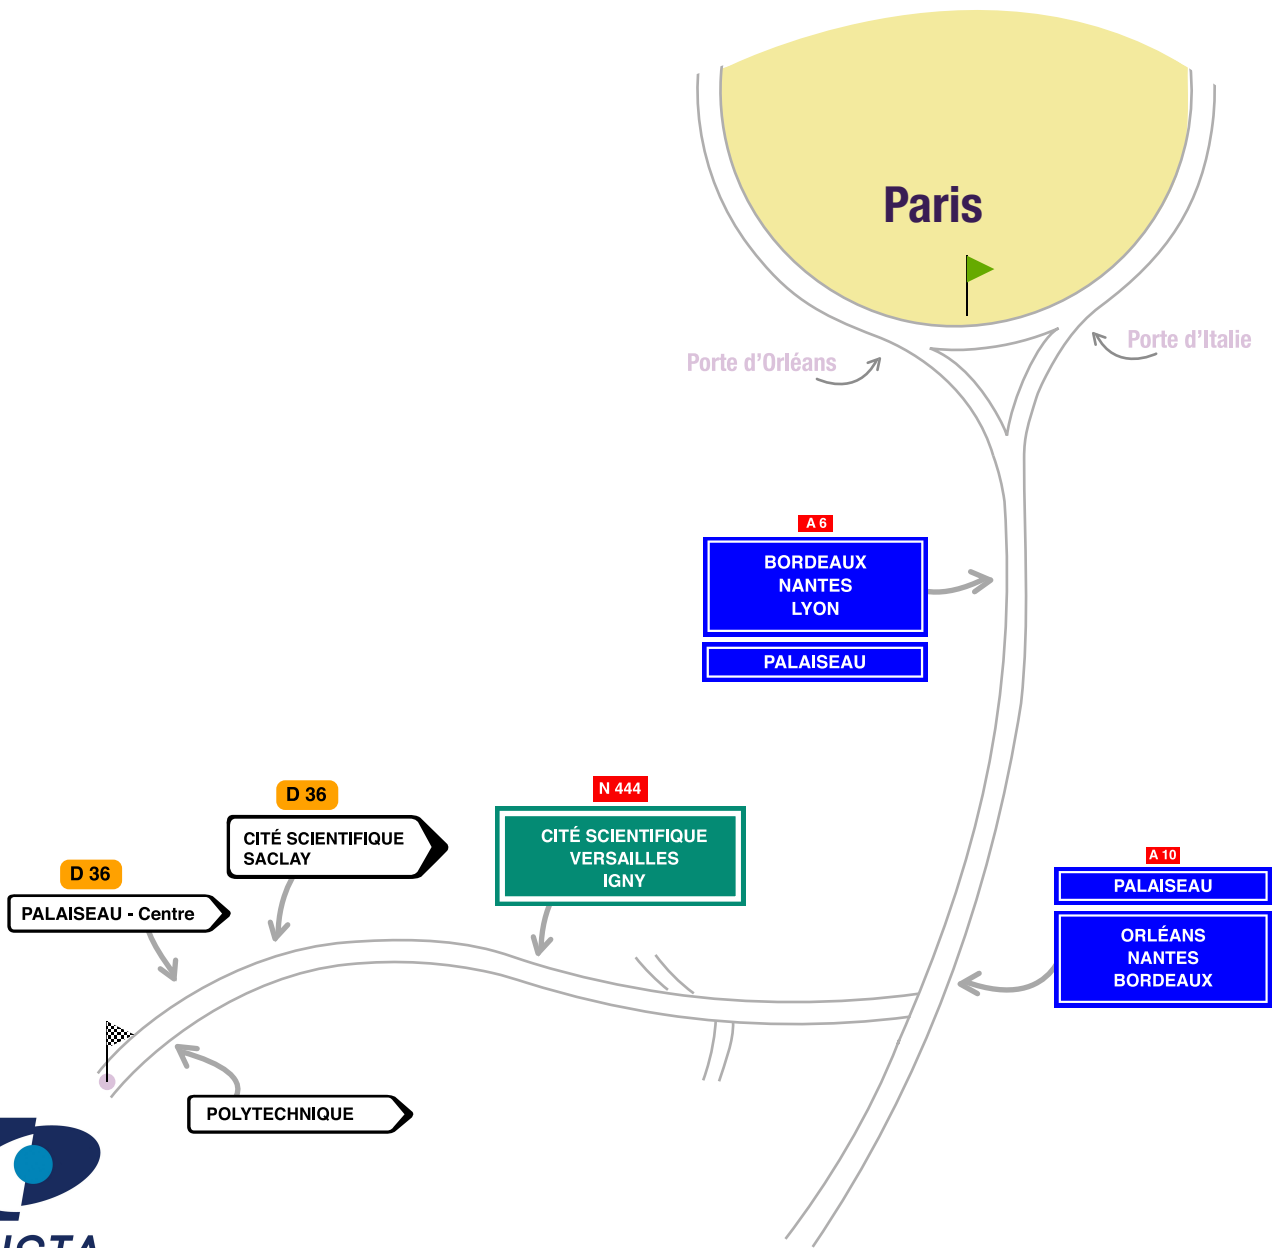 Paris
Porte d'Orléans
Porte d'Italie
A 6
BORDEAUX
NANTES
LYON
PALAISEAU
N 444
CITÉ SCIENTIFIQUE
VERSAILLES
IGNY
D 36
CITÉ SCIENTIFIQUE
SACLAY
D 36
PALAISEAU - Centre
A 10
PALAISEAU
ORLÉANS
NANTES
BORDEAUX
POLYTECHNIQUE